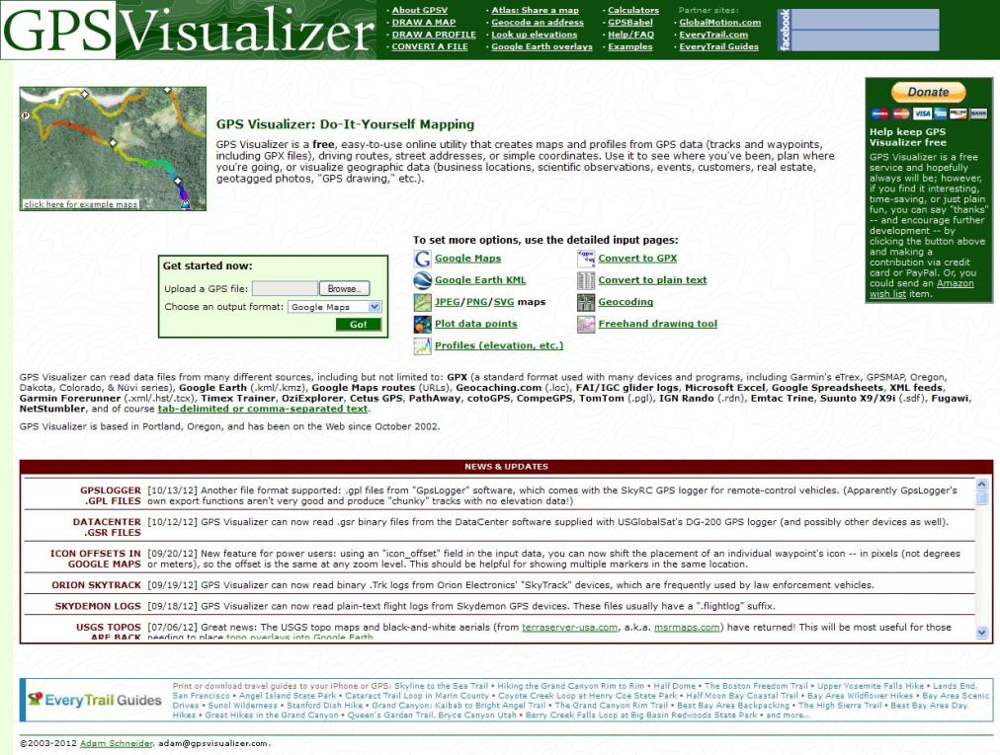 GPS Visualizer
· About GPSV
· DRAW A MAP
· DRAW A PROFILE
· CONVERT A FILE
· Atlas: Share a map
· Geocode an address
· Look up elevations
· Google Earth overlays
· Calculators
· GPSBabel
· Help/FAQ
· Examples
Partner sites:
· GlobalMotion.com
· EveryTrail.com
· EveryTrail Guides
facebook
click here for example maps
GPS Visualizer: Do-It-Yourself Mapping
GPS Visualizer is a free, easy-to-use online utility that creates maps and profiles from GPS data (tracks and waypoints,
including GPX files), driving routes, street addresses, or simple coordinates. Use it to see where you've been, plan where
you're going, or visualize geographic data (business locations, scientific observations, events, customers, real estate,
geotagged photos, "GPS drawing," etc.).
Donate
VISA
BANK
Help keep GPS
Visualizer free
GPS Visualizer is a free
service and hopefully
always will be; however,
if you find it interesting,
time-saving, or just plain
fun, you can say "thanks"
-- and encourage further
development -- by
clicking the button above
and making a
contribution via credit
card or PayPal. Or, you
could send an Amazon
wish list item.
Get started now:
Upload a GPS file: Browse...
Choose an output format: Google Maps
Go!
To set more options, use the detailed input pages:
Google Maps
Google Earth KML
JPEG/PNG/SVG maps
Plot data points
Profiles (elevation, etc.)
Convert to GPX
Convert to plain text
Geocoding
Freehand drawing tool
GPS Visualizer can read data files from many different sources, including but not limited to: GPX (a standard format used with many devices and programs, including Garmin's eTrex, GPSMAP, Oregon,
Dakota, Colorado, & Nüvi series), Google Earth (.kml/.kmz), Google Maps routes (URLs), Geocaching.com (.loc), FAI/IGC glider logs, Microsoft Excel, Google Spreadsheets, XML feeds,
Garmin Forerunner (.xml/.hst/.tcx), Timex Trainer, OziExplorer, Cetus GPS, PathAway, cotoGPS, CompeGPS, TomTom (.pgl), IGN Rando (.rdn), Emtac Trine, Suunto X9/X9i (.sdf), Fugawi,
NetStumbler, and of course tab-delimited or comma-separated text.
GPS Visualizer is based in Portland, Oregon, and has been on the Web since October 2002.
NEWS & UPDATES
GPSLOGGER
.GPL FILES
[10/13/12] Another file format supported: .gpl files from "GpsLogger" software, which comes with the SkyRC GPS logger for remote-control vehicles. (Apparently GpsLogger's
own export functions aren't very good and produce "chunky" tracks with no elevation data!)
DATACENTER
.GSR FILES
[10/12/12] GPS Visualizer can now read .gsr binary files from the DataCenter software supplied with USGlobalSat's DG-200 GPS logger (and possibly other devices as well).
ICON OFFSETS IN
GOOGLE MAPS
[09/20/12] New feature for power users: using an "icon_offset" field in the input data, you can now shift the placement of an individual waypoint's icon -- in pixels (not degrees
or meters), so the offset is the same at any zoom level. This should be helpful for showing multiple markers in the same location.
ORION SKYTRACK [09/19/12] GPS Visualizer can now read binary .Trk logs from Orion Electronics' "SkyTrack" devices, which are frequently used by law enforcement vehicles.
SKYDEMON LOGS [09/18/12] GPS Visualizer can now read plain-text flight logs from Skydemon GPS devices. These files usually have a ".flightlog" suffix.
USGS TOPOS
ARE BACK
[07/06/12] Great news: The USGS topo maps and black-and-white aerials (from terraserver-usa.com, a.k.a. msrmaps.com) have returned! This will be most useful for those
needing to place topo overlays into Google Earth.
EveryTrail Guides
Print or download travel guides to your iPhone or GPS: Skyline to the Sea Trail • Hiking the Grand Canyon Rim to Rim • Half Dome • The Boston Freedom Trail • Upper Yosemite Falls Hike • Lands End,
San Francisco • Angel Island State Park • Cataract Trail Loop in Marin County • Coyote Creek Loop at Henry Coe State Park • Half Moon Bay Coastal Trail • Bay Area Wildflower Hikes • Bay Area Scenic
Drives • Sunol Wilderness • Stanford Dish Hike • Grand Canyon: Kaibab to Bright Angel Trail • The Grand Canyon Rim Trail • Best Bay Area Backpacking • The High Sierra Trail • Best Bay Area Day
Hikes • Great Hikes in the Grand Canyon • Queen's Garden Trail, Bryce Canyon Utah • Berry Creek Falls Loop at Big Basin Redwoods State Park • and more...
©2003-2012 Adam Schneider, adam@gpsvisualizer.com.